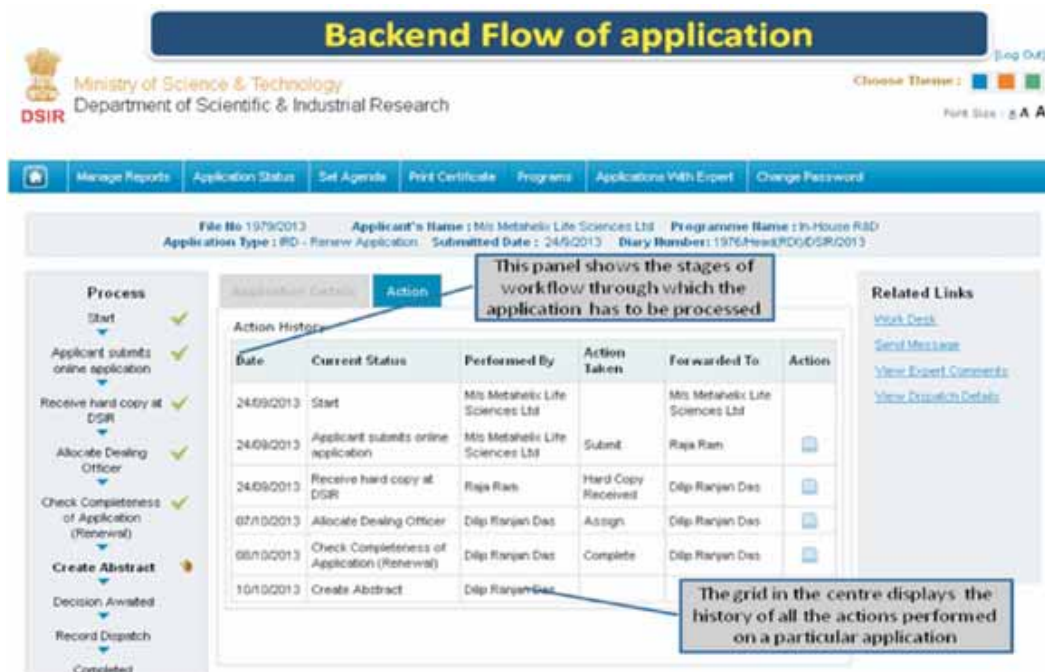 Backend Flow of application
[Log Out]
Ministry of Science & Technology
Department of Scientific & Industrial Research
DSIR
Choose Theme :
Font Size : A A A
Manage Reports Application Status Set Agenda Print Certificate Programs Applications With Expert Change Password
File No 1979/2013 Applicant's Name : M/s Metahelix Life Sciences Ltd Programme Name : In-House R&D
Application Type : IRD - Renew Application Submitted Date : 24/9/2013 Diary Number: 1976/Head(RDI)/DSIR/2013
This panel shows the stages of
workflow through which the
application has to be processed
Process
Start
Applicant submits
online application
Receive hard copy at
DSIR
Allocate Dealing
Officer
Check Completeness
of Application
(Renewal)
Create Abstract
Decision Awaited
Record Dispatch
Completed
Application Details Action
Action History
Date Current Status Performed By Action Taken Forwarded To Action
24/09/2013 Start M/s Metahelix Life Sciences Ltd M/s Metahelix Life Sciences Ltd
24/09/2013 Applicant submits online application M/s Metahelix Life Sciences Ltd Submit Raja Ram
24/09/2013 Receive hard copy at DSIR Raja Ram Hard Copy Received Dilip Ranjan Das
07/10/2013 Allocate Dealing Officer Dilip Ranjan Das Assign Dilip Ranjan Das
08/10/2013 Check Completeness of Application (Renewal) Dilip Ranjan Das Complete Dilip Ranjan Das
10/10/2013 Create Abstract Dilip Ranjan Das
The grid in the centre displays the
history of all the actions performed
on a particular application
Related Links
Work Desk
Send Message
View Expert Comments
View Dispatch Details